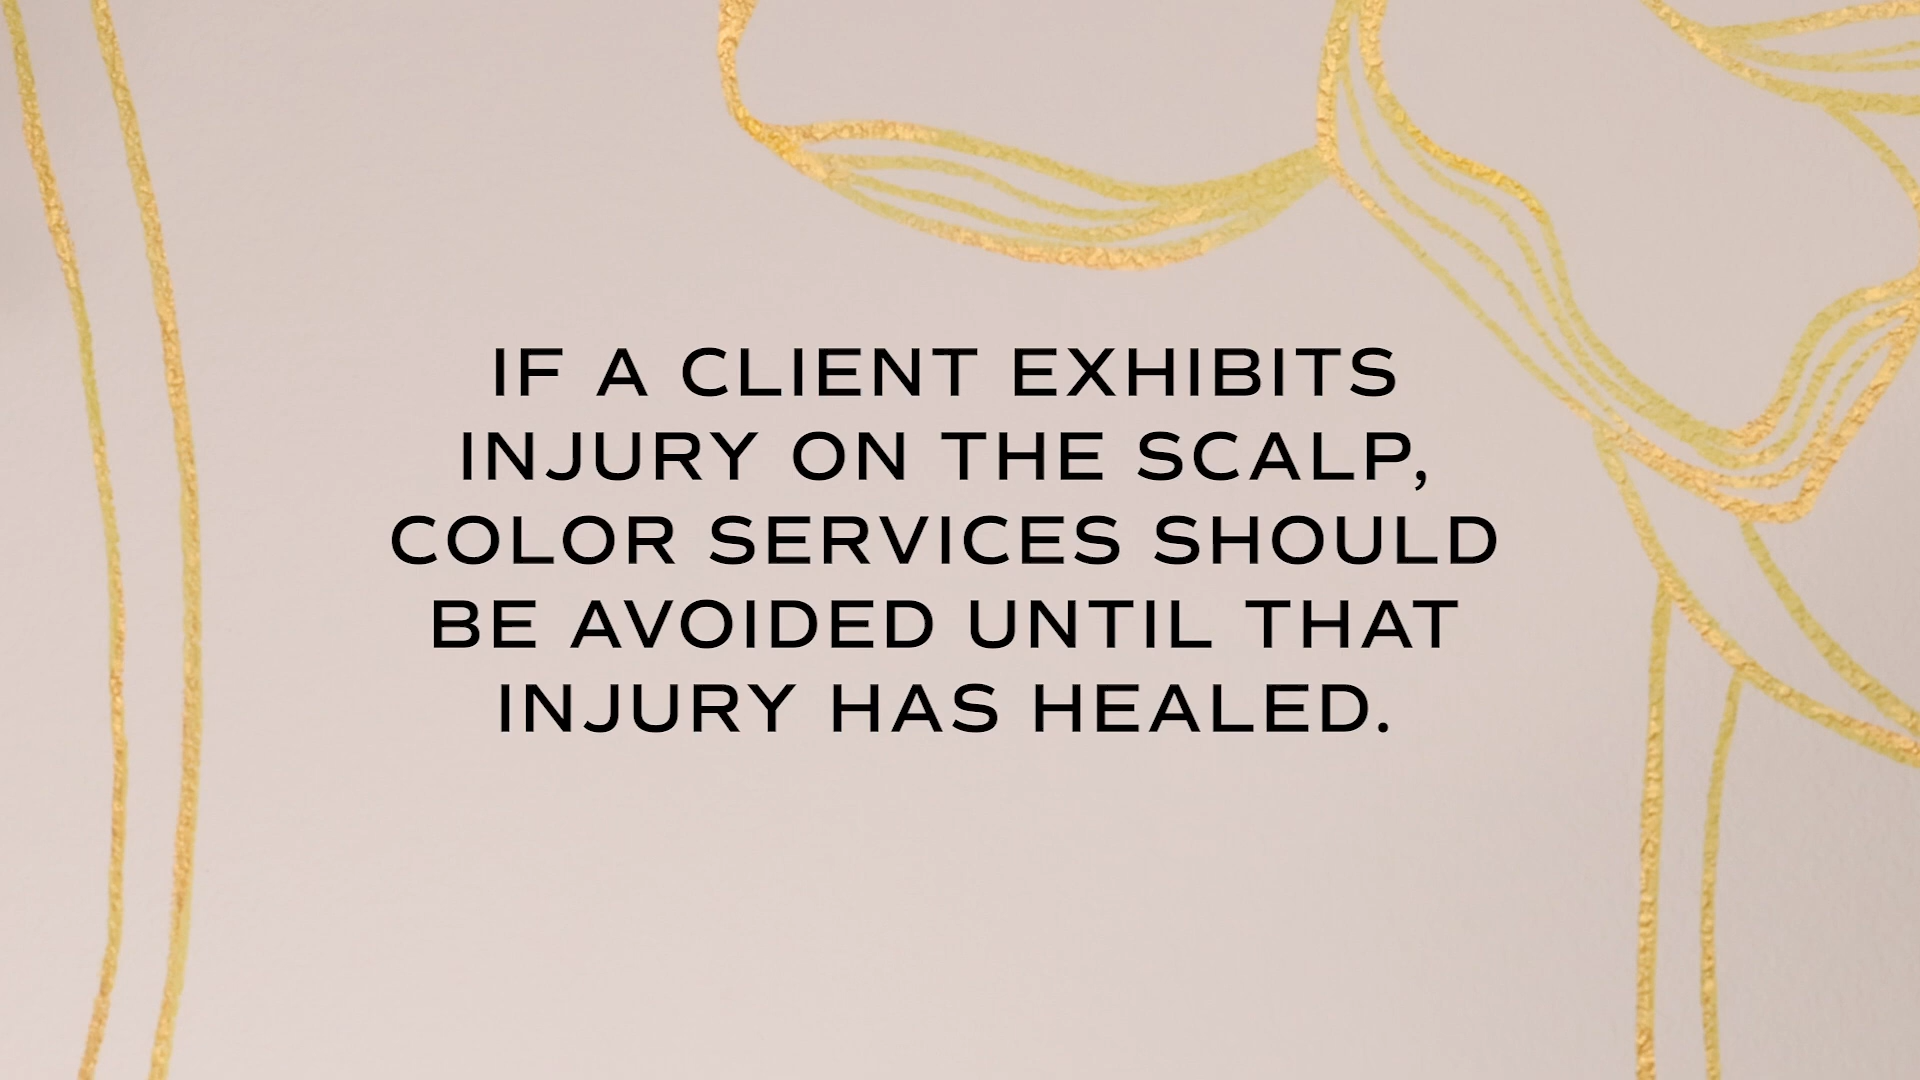 IF A CLIENT EXHIBITS
INJURY ON THE SCALP,
COLOR SERVICES SHOULD
BE AVOIDED UNTIL THAT
INJURY HAS HEALED.